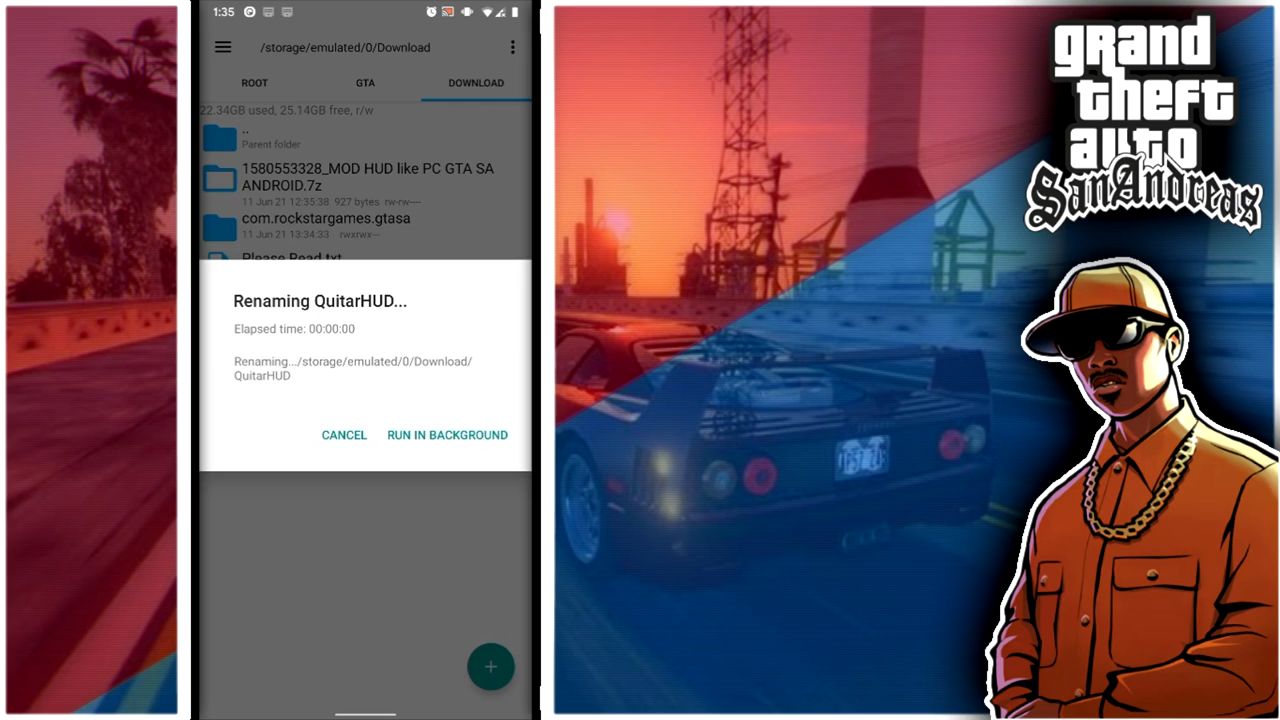 1:35
/storage/emulated/0/Download
ROOT
GTA
DOWNLOAD
22.34GB used, 25.14GB free, r/w
..
Parent folder
1580553328_MOD HUD like PC GTA SA
ANDROID.7z
11 Jun 21 12:35:38 927 bytes rw-rw----
com.rockstargames.gtasa
11 Jun 21 13:34:33 rwxrwx---
Please Read.txt
Renaming QuitarHUD...
Elapsed time: 00:00:00
Renaming.../storage/emulated/0/Download/
QuitarHUD
CANCEL
RUN IN BACKGROUND
grand
theft
auto
San Andreas